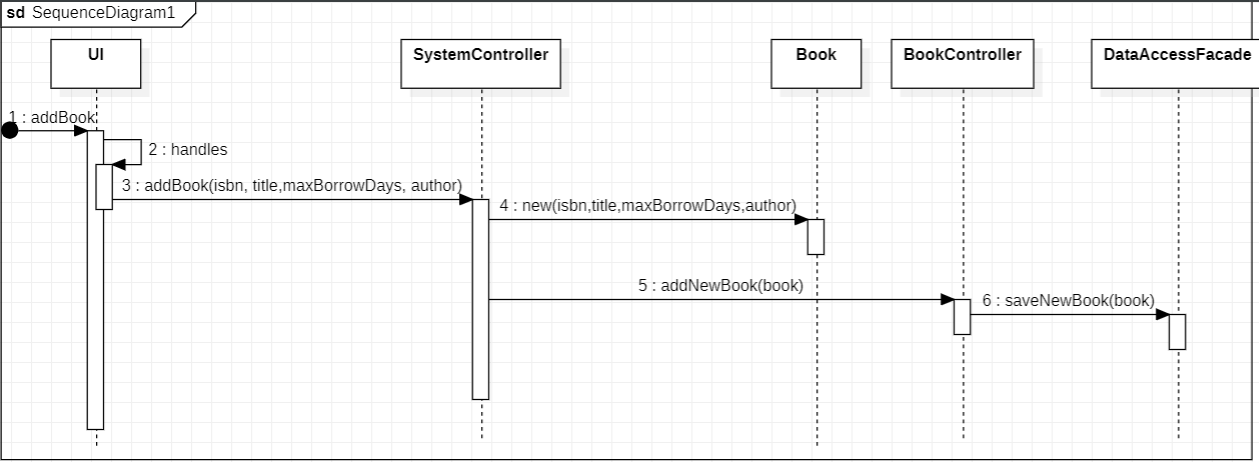 sd SequenceDiagram1
UI
SystemController
Book
BookController
DataAccessFacade
1 : addBook
2 : handles
3 : addBook(isbn, title,maxBorrowDays, author)
4 : new(isbn,title,maxBorrowDays,author)
5 : addNewBook(book)
6 : saveNewBook(book)